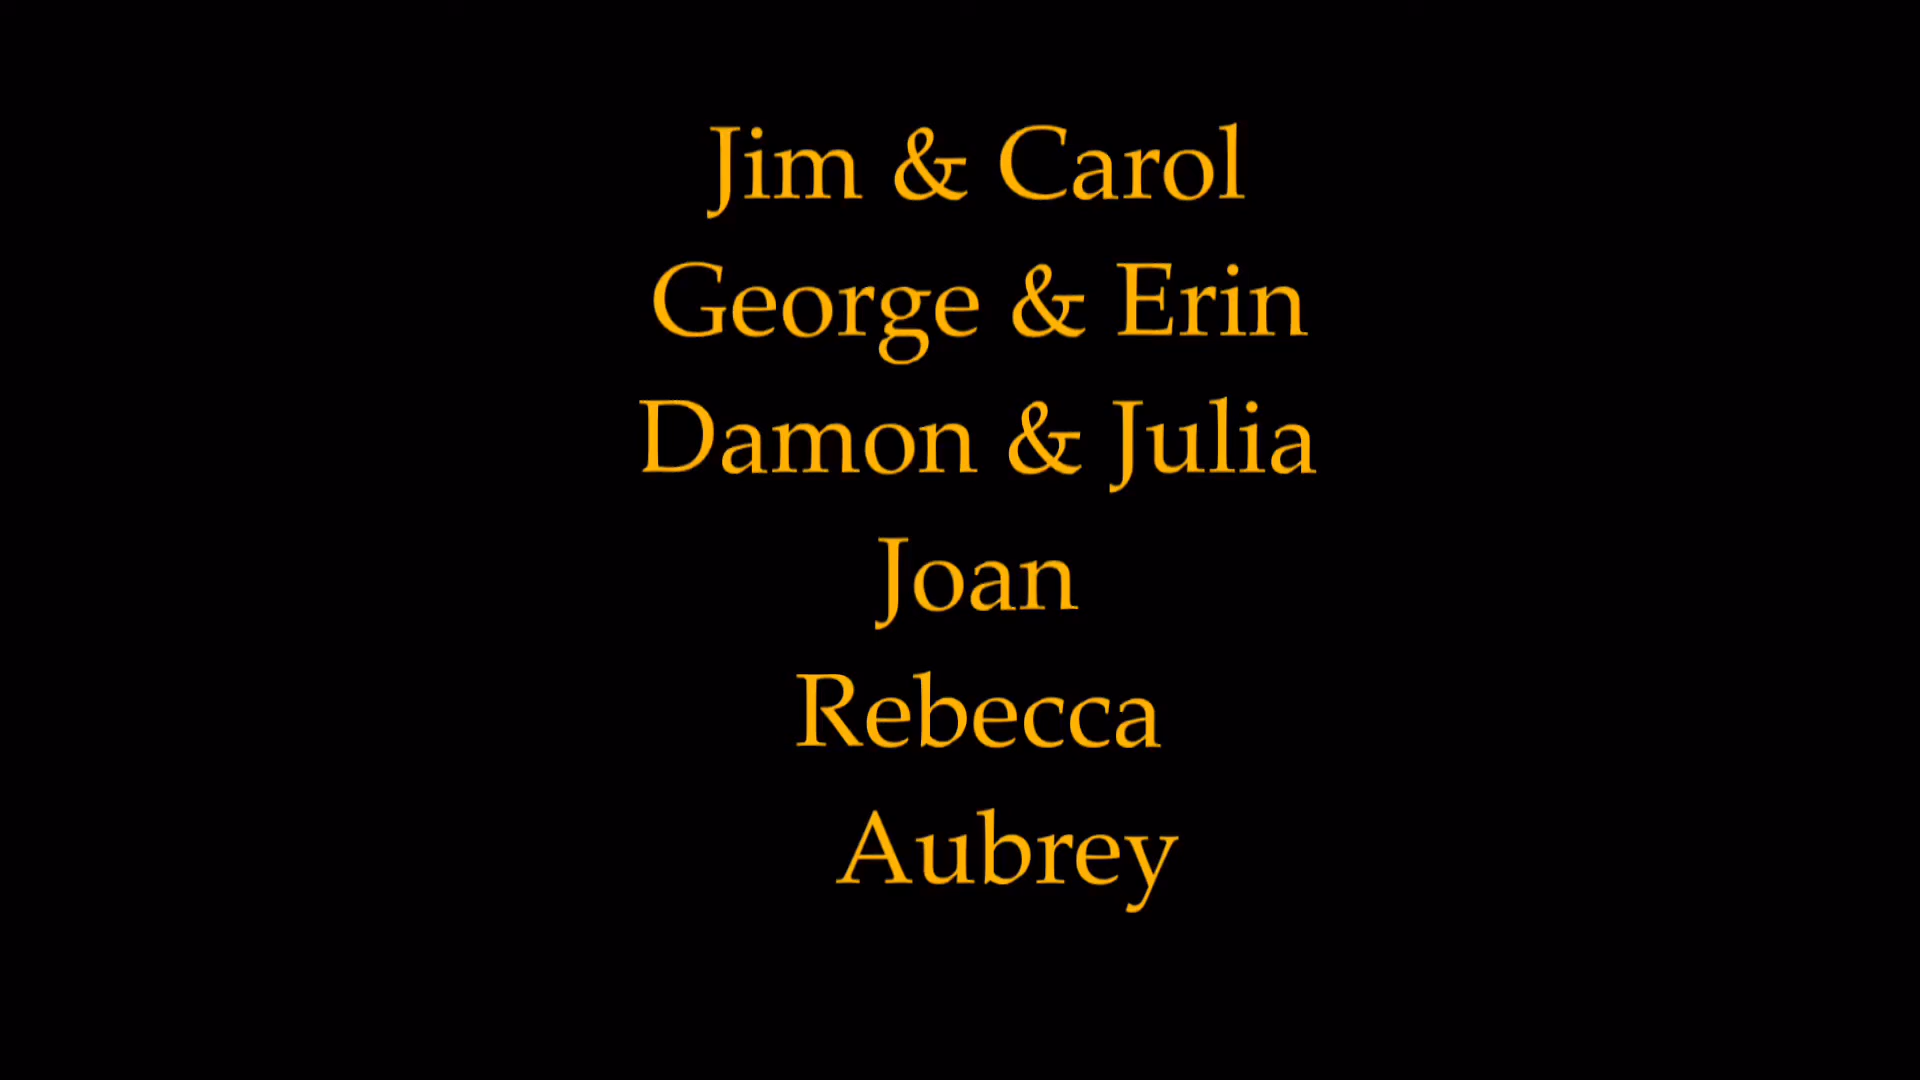 Jim & Carol
George & Erin
Damon & Julia
Joan
Rebecca
Aubrey